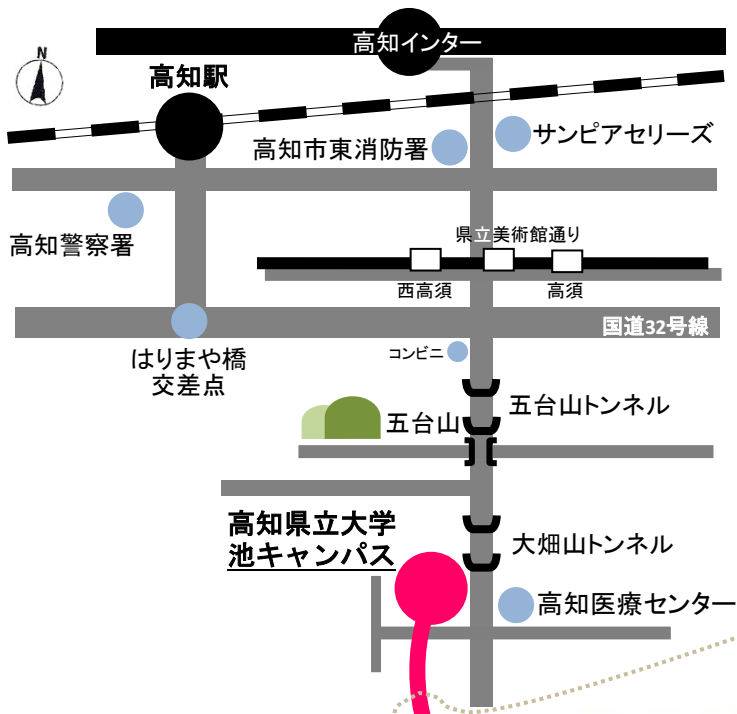 高知インター
N
高知駅
サンピアセリーズ
高知市東消防署
県立美術館通り
高知警察署
西高須
高須
国道32号線
はりまや橋
交差点
コンビニ
五台山トンネル
五台山
高知県立大学
池キャンパス
大畑山トンネル
高知医療センター